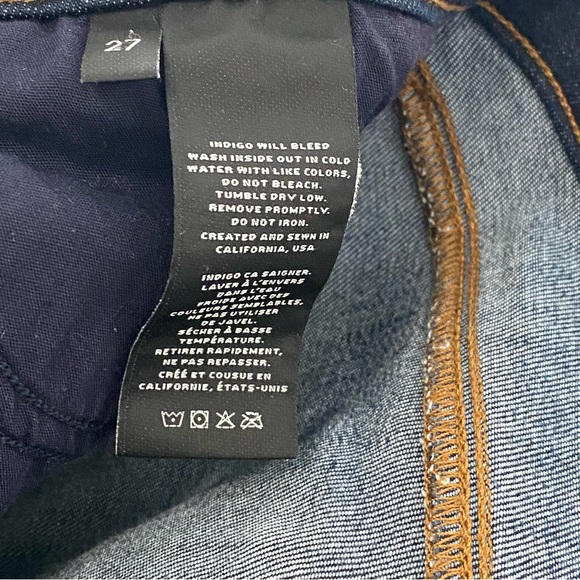 27
INDIGO WILL BLEED
WASH INSIDE OUT IN COLD
WATER WITH LIKE COLORS,
DO NOT BLEACH.
TUMBLE DRY LOW.
REMOVE PROMPTLY.
DO NOT IRON.
CREATED AND SEWN IN
CALIFORNIA, USA
INDIGO ÇA SAIGNER.
LAVER À L'ENVERS
DANS L'EAU
FROIDE AVEC DES
COULEURS SEMBLABLES,
NE PAS UTILISER
DE JAVEL.
SÉCHER À BASSE
TEMPÉRATURE.
RETIRER RAPIDEMENT,
NE PAS REPASSER.
CRÉÉ ET COUSUE EN
CALIFORNIE, ÉTATS-UNIS